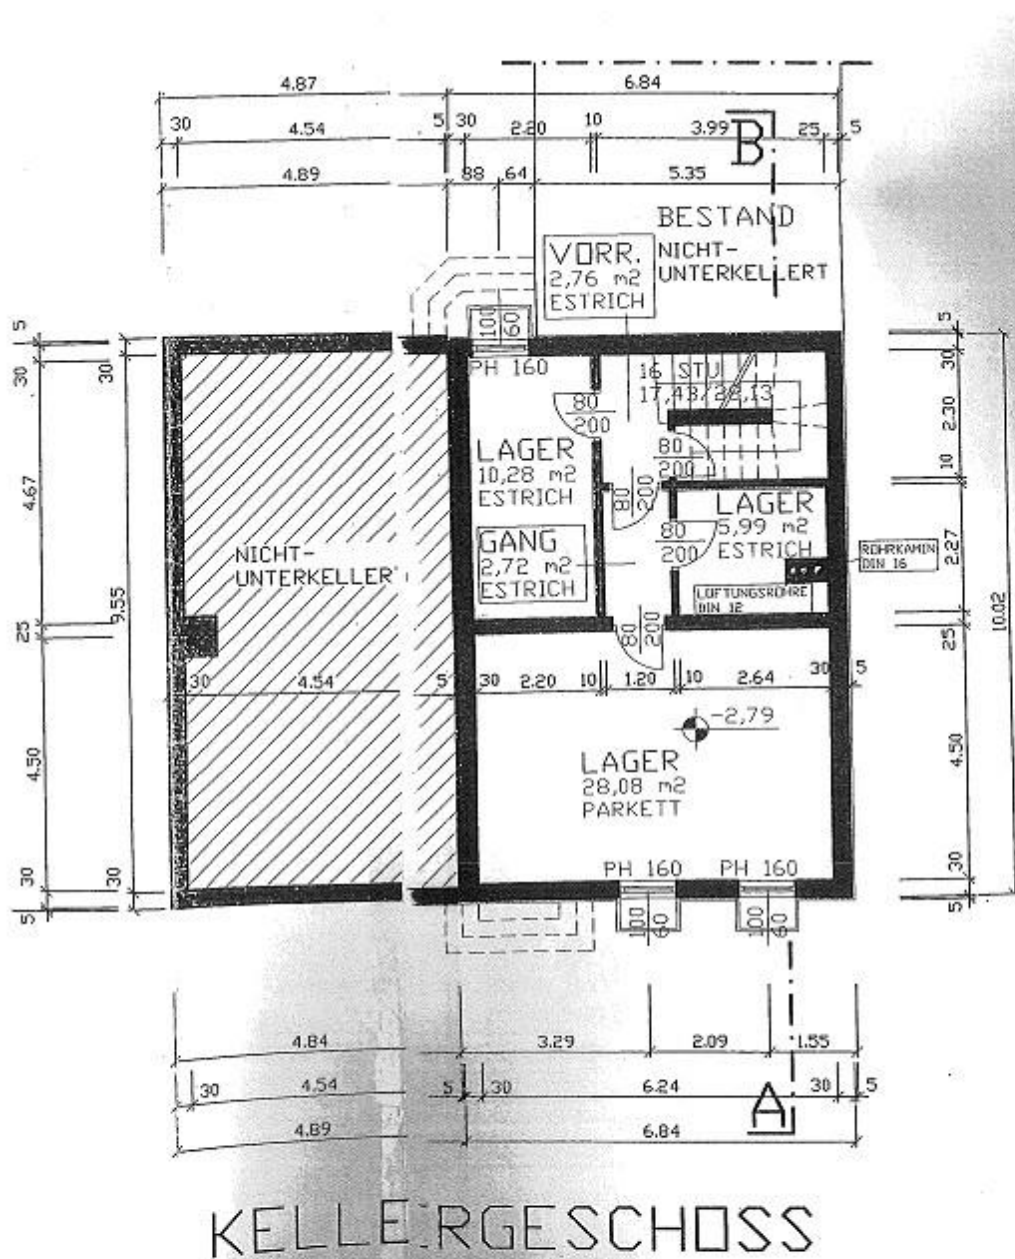 4.87 6.84
30 4.54 5 30 2.20 10 3.99 25 5
4.89 88 64 5.35
B
BESTAND
NICHT-
UNTERKELLERT
VORR.
2,76 m2
ESTRICH
100
60
PH 160
16 STU
17,43/28,13
80
200
80
200
80
200
80
200
80
200
LAGER
10,28 m2
ESTRICH
LAGER
5,99 m2
ESTRICH
GANG
2,72 m2
ESTRICH
NICHT-
UNTERKELLER
ROHRKAMIN
DIN 16
LÜFTUNGSROHRE
DIN 12
5
30
4.67
25
4.50
30
5
30
9.55
30
5
30
2.30
10
2.27
25
4.50
30
5
10.02
30 4.54 5 30 2.20 10 1.20 10 2.64 30 5
-2,79
LAGER
28,08 m2
PARKETT
PH 160 PH 160
100
60
100
60
4.84 3.29 2.09 1.55
30 4.54 5 30 6.24 30 5
A
4.89 6.84
KELLERGESCHOSS